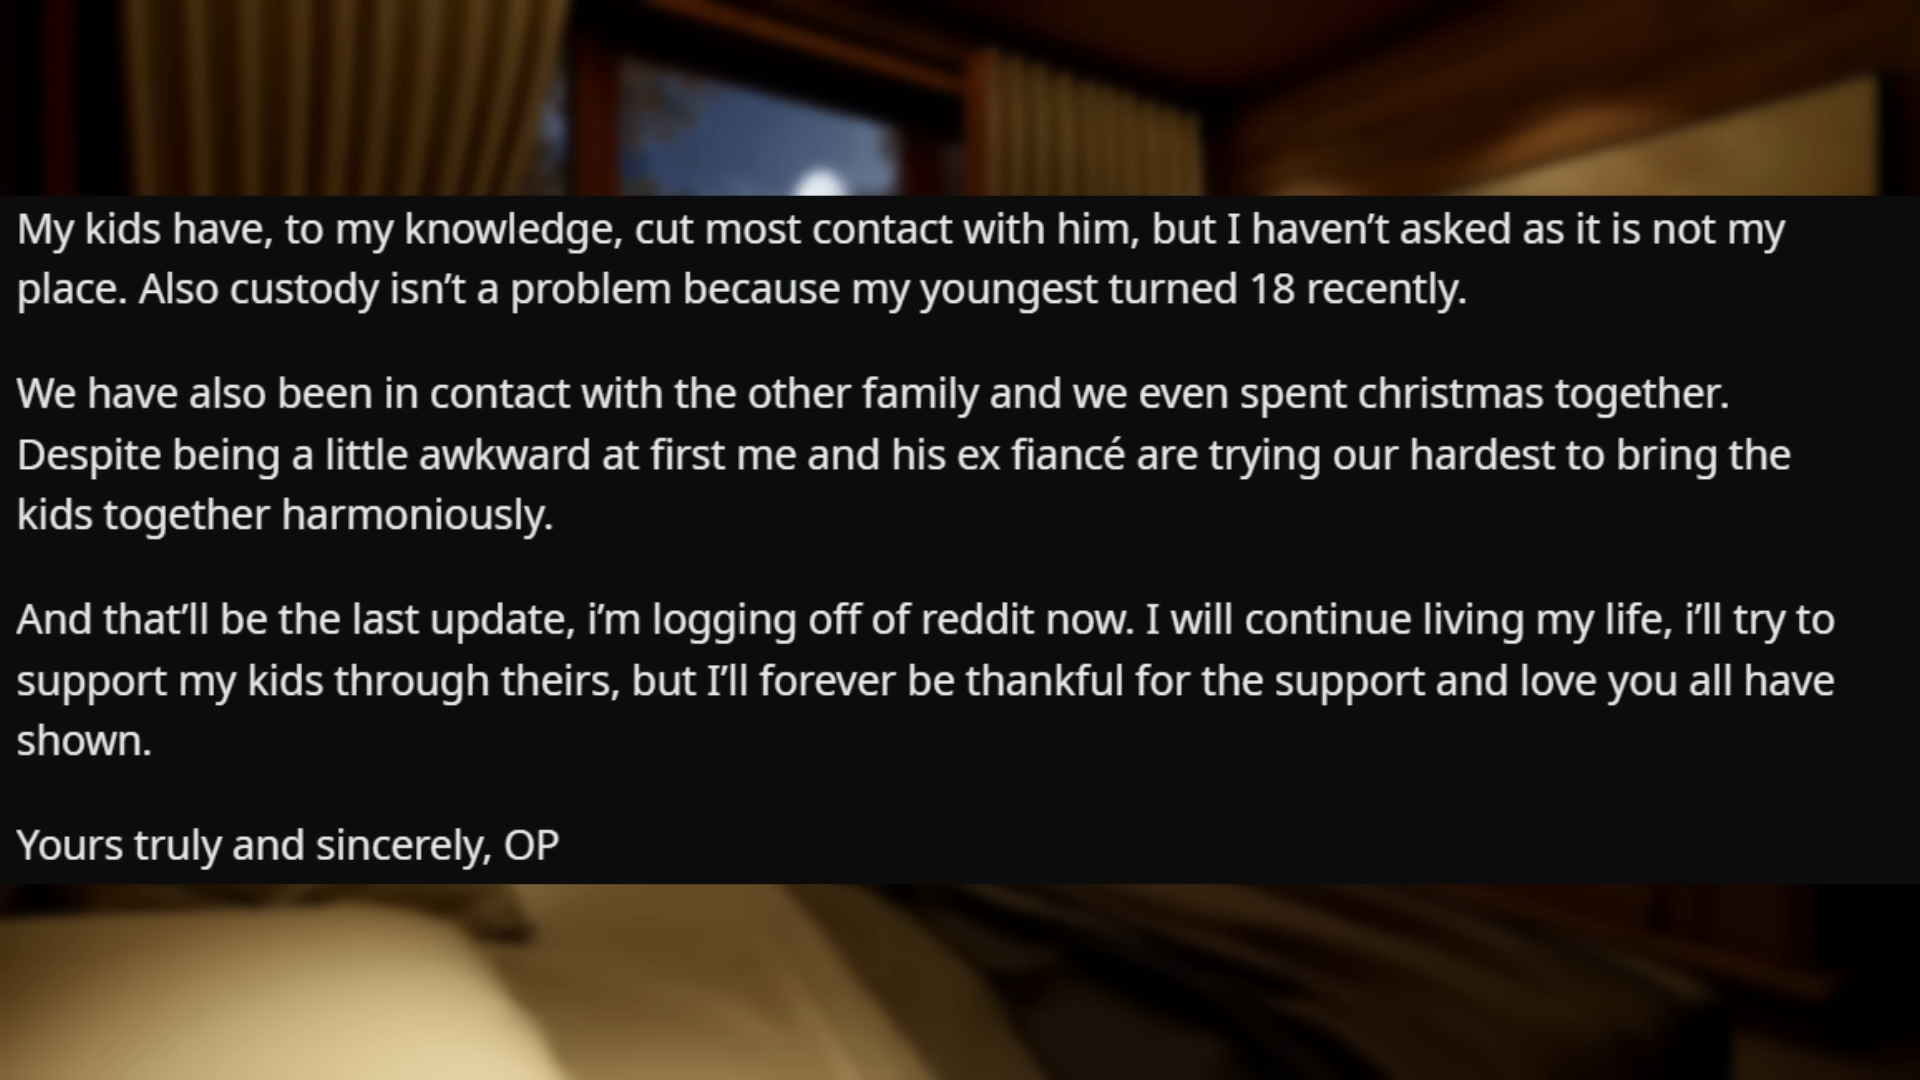 My kids have, to my knowledge, cut most contact with him, but I haven’t asked as it is not my
place. Also custody isn’t a problem because my youngest turned 18 recently.
We have also been in contact with the other family and we even spent christmas together.
Despite being a little awkward at first me and his ex fiancé are trying our hardest to bring the
kids together harmoniously.
And that’ll be the last update, i’m logging off of reddit now. I will continue living my life, i’ll try to
support my kids through theirs, but I’ll forever be thankful for the support and love you all have
shown.
Yours truly and sincerely, OP